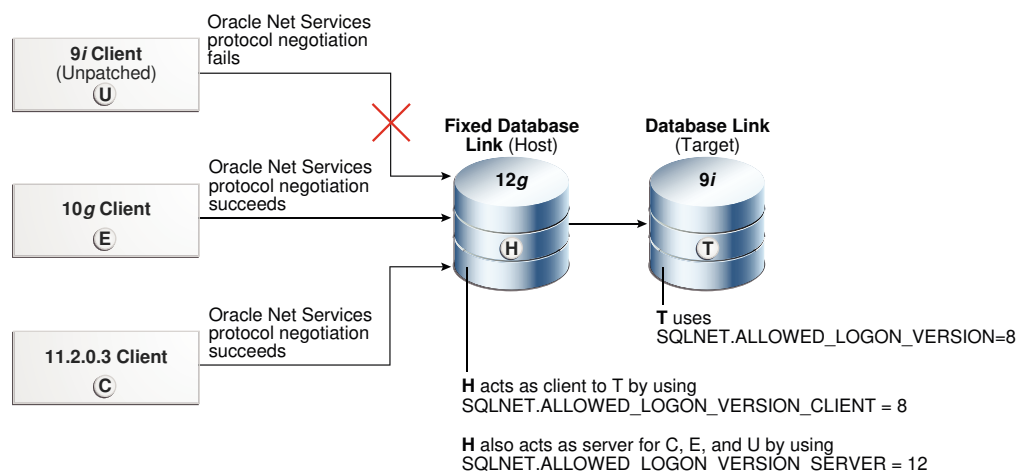 Oracle Net Services
protocol negotiation
fails
9i Client
(Unpatched)
U
Fixed Database
Link (Host)
Database Link
(Target)
12g
9i
Oracle Net Services
protocol negotiation
succeeds
10g Client
E
H
T
Oracle Net Services
protocol negotiation
succeeds
11.2.0.3 Client
C
T uses
SQLNET.ALLOWED_LOGON_VERSION=8
H acts as client to T by using
SQLNET.ALLOWED_LOGON_VERSION_CLIENT = 8
H also acts as server for C, E, and U by using
SQLNET.ALLOWED_LOGON_VERSION_SERVER = 12